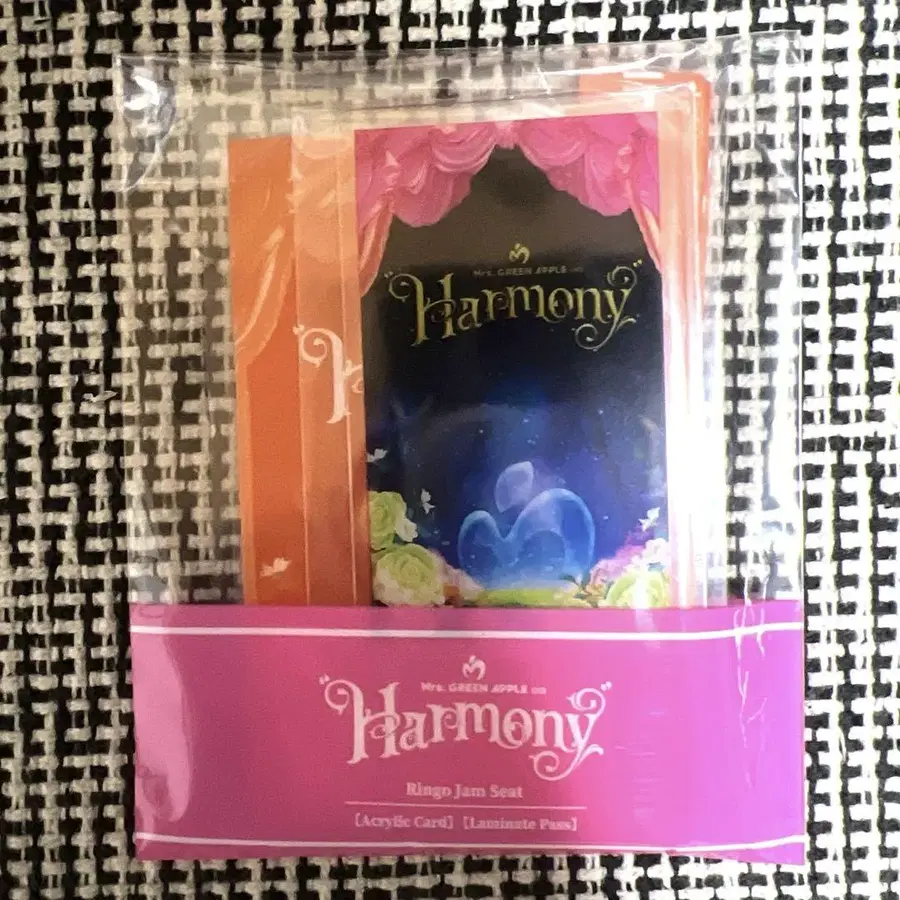 Mrs. GREEN APPLE on
"Harmony"
Mrs. GREEN APPLE on
"Harmony"
Ringo Jam Seat
【Acrylic Card】【Laminate Pass】